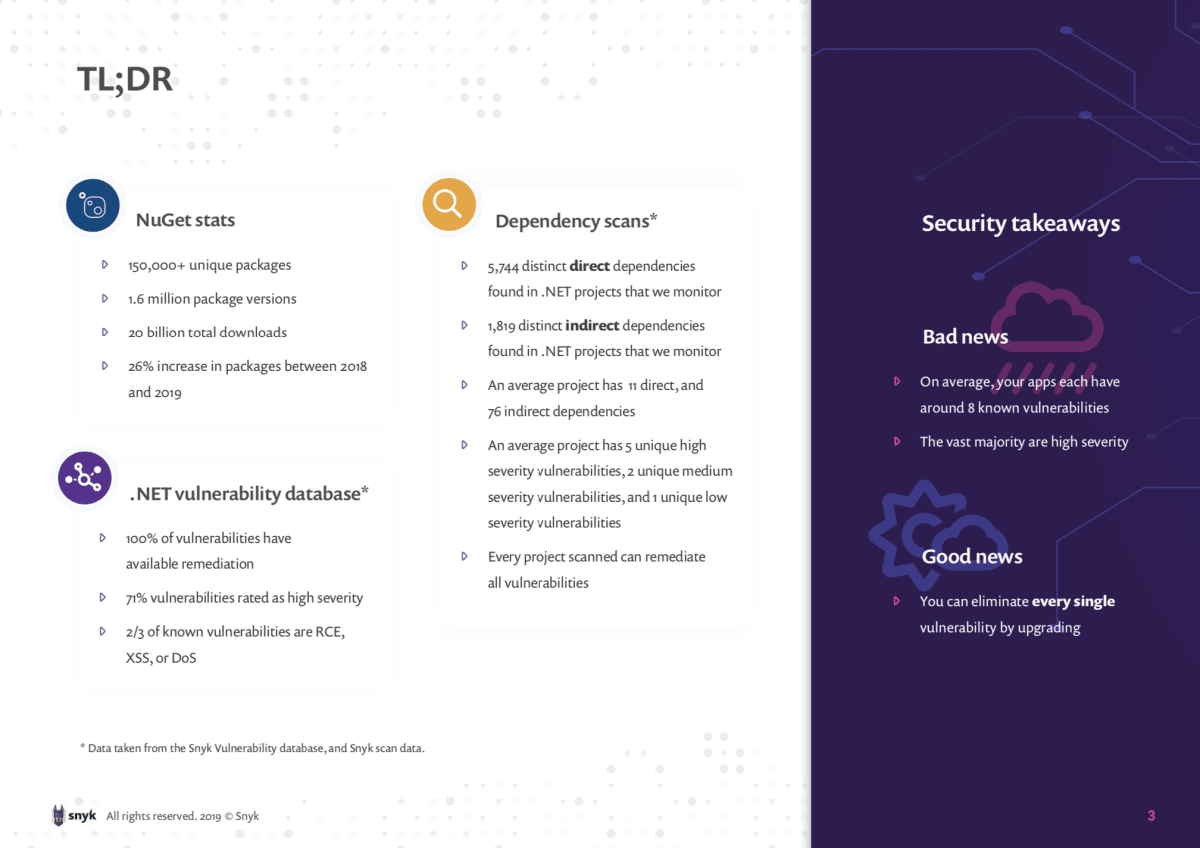 TL;DR
NuGet stats
150,000+ unique packages
1.6 million package versions
20 billion total downloads
26% increase in packages between 2018
and 2019
.NET vulnerability database*
100% of vulnerabilities have
available remediation
71% vulnerabilities rated as high severity
2/3 of known vulnerabilities are RCE,
XSS, or DoS
Dependency scans*
5,744 distinct direct dependencies
found in .NET projects that we monitor
1,819 distinct indirect dependencies
found in .NET projects that we monitor
An average project has 11 direct, and
76 indirect dependencies
An average project has 5 unique high
severity vulnerabilities, 2 unique medium
severity vulnerabilities, and 1 unique low
severity vulnerabilities
Every project scanned can remediate
all vulnerabilities
Security takeaways
Bad news
On average, your apps each have
around 8 known vulnerabilities
The vast majority are high severity
Good news
You can eliminate every single
vulnerability by upgrading
* Data taken from the Snyk Vulnerability database, and Snyk scan data.
snyk All rights reserved. 2019 © Snyk
3